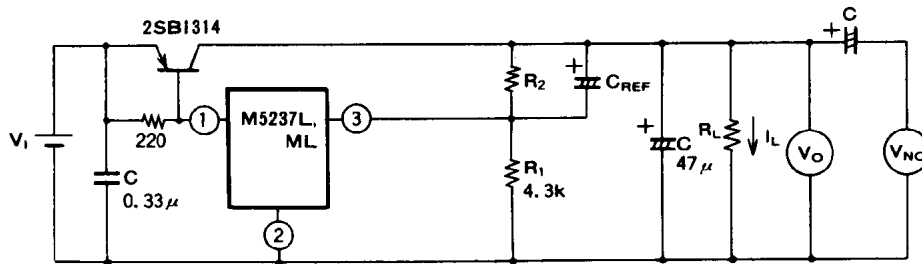 2SB1314
C
+
R2
+
CREF
VI
220
1
M5237L,
ML
3
+
C
47μ
RL
IL
VO
VNO
C
0.33μ
R1
4.3k
2